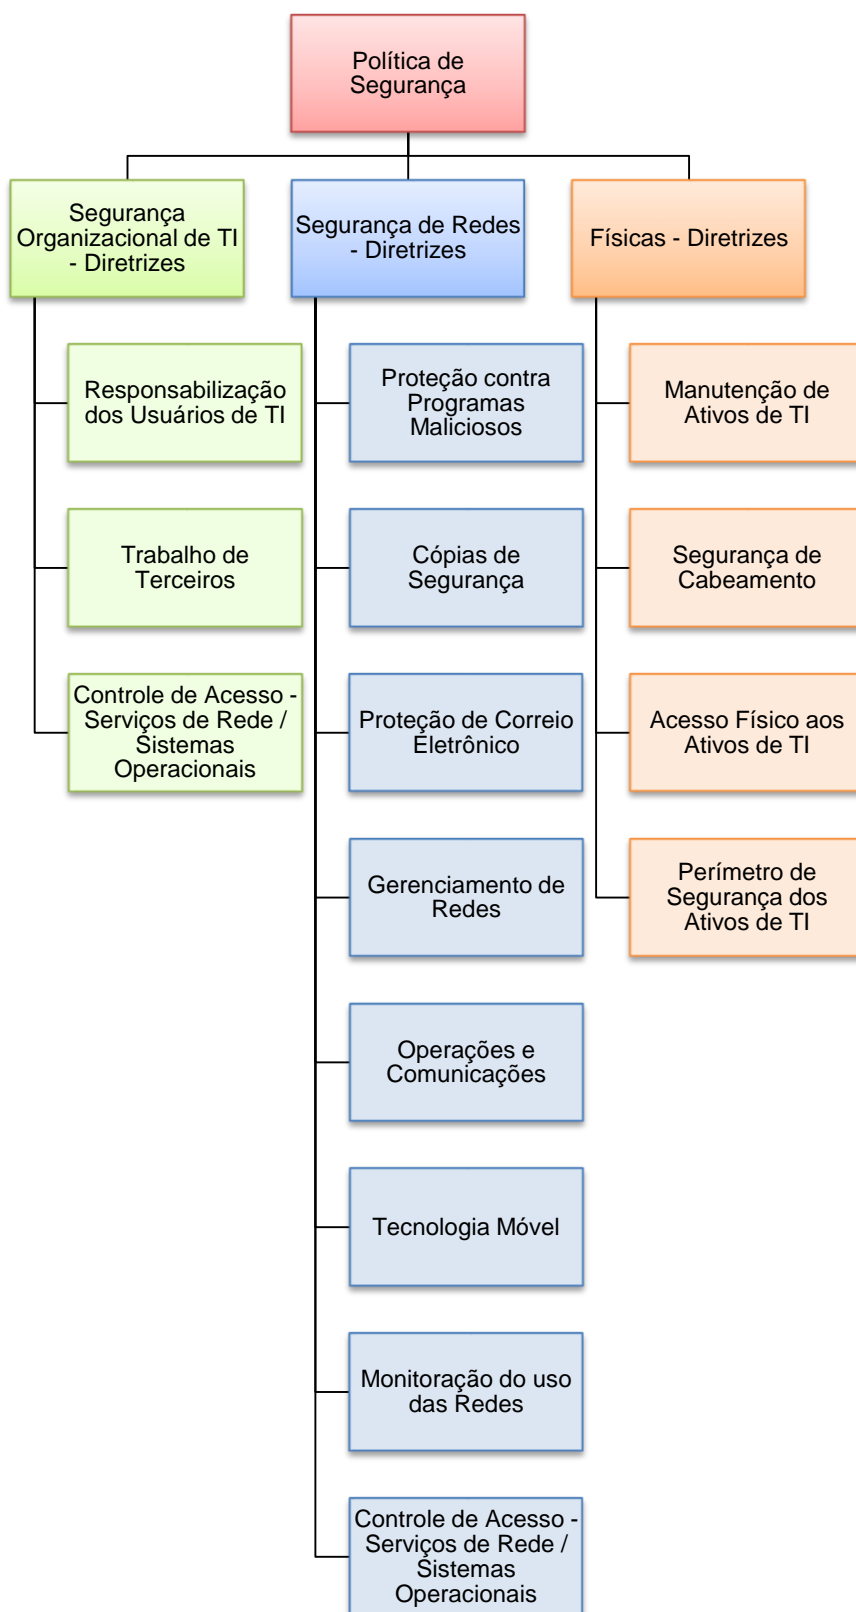 Política de
Segurança
Segurança
Organizacional de TI
- Diretrizes
Responsabilização
dos Usuários de TI
Trabalho de
Terceiros
Controle de Acesso -
Serviços de Rede /
Sistemas
Operacionais
Segurança de Redes
- Diretrizes
Proteção contra
Programas
Maliciosos
Cópias de
Segurança
Proteção de Correio
Eletrônico
Gerenciamento de
Redes
Operações e
Comunicações
Tecnologia Móvel
Monitoração do uso
das Redes
Controle de Acesso -
Serviços de Rede /
Sistemas
Operacionais
Físicas - Diretrizes
Manutenção de
Ativos de TI
Segurança de
Cabeamento
Acesso Físico aos
Ativos de TI
Perímetro de
Segurança dos
Ativos de TI